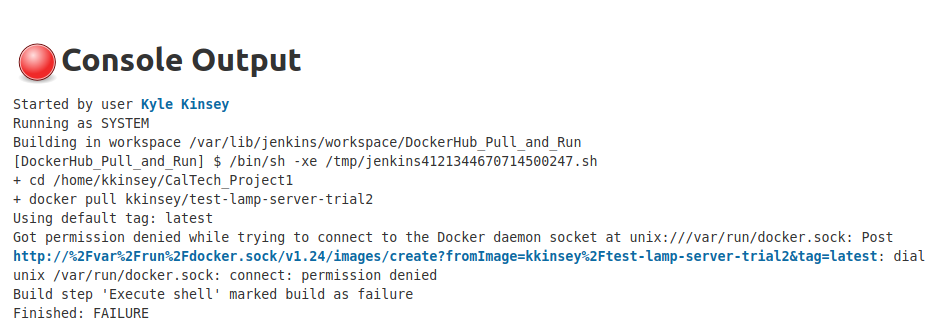 Console Output
Started by user Kyle Kinsey
Running as SYSTEM
Building in workspace /var/lib/jenkins/workspace/DockerHub_Pull_and_Run
[DockerHub_Pull_and_Run] $ /bin/sh -xe /tmp/jenkins4121344670714500247.sh
+ cd /home/kkinsey/CalTech_Project1
+ docker pull kkinsey/test-lamp-server-trial2
Using default tag: latest
Got permission denied while trying to connect to the Docker daemon socket at unix:///var/run/docker.sock: Post
http://%2Fvar%2Frun%2Fdocker.sock/v1.24/images/create?fromImage=kkinsey%2Ftest-lamp-server-trial2&tag=latest: dial
unix /var/run/docker.sock: connect: permission denied
Build step 'Execute shell' marked build as failure
Finished: FAILURE